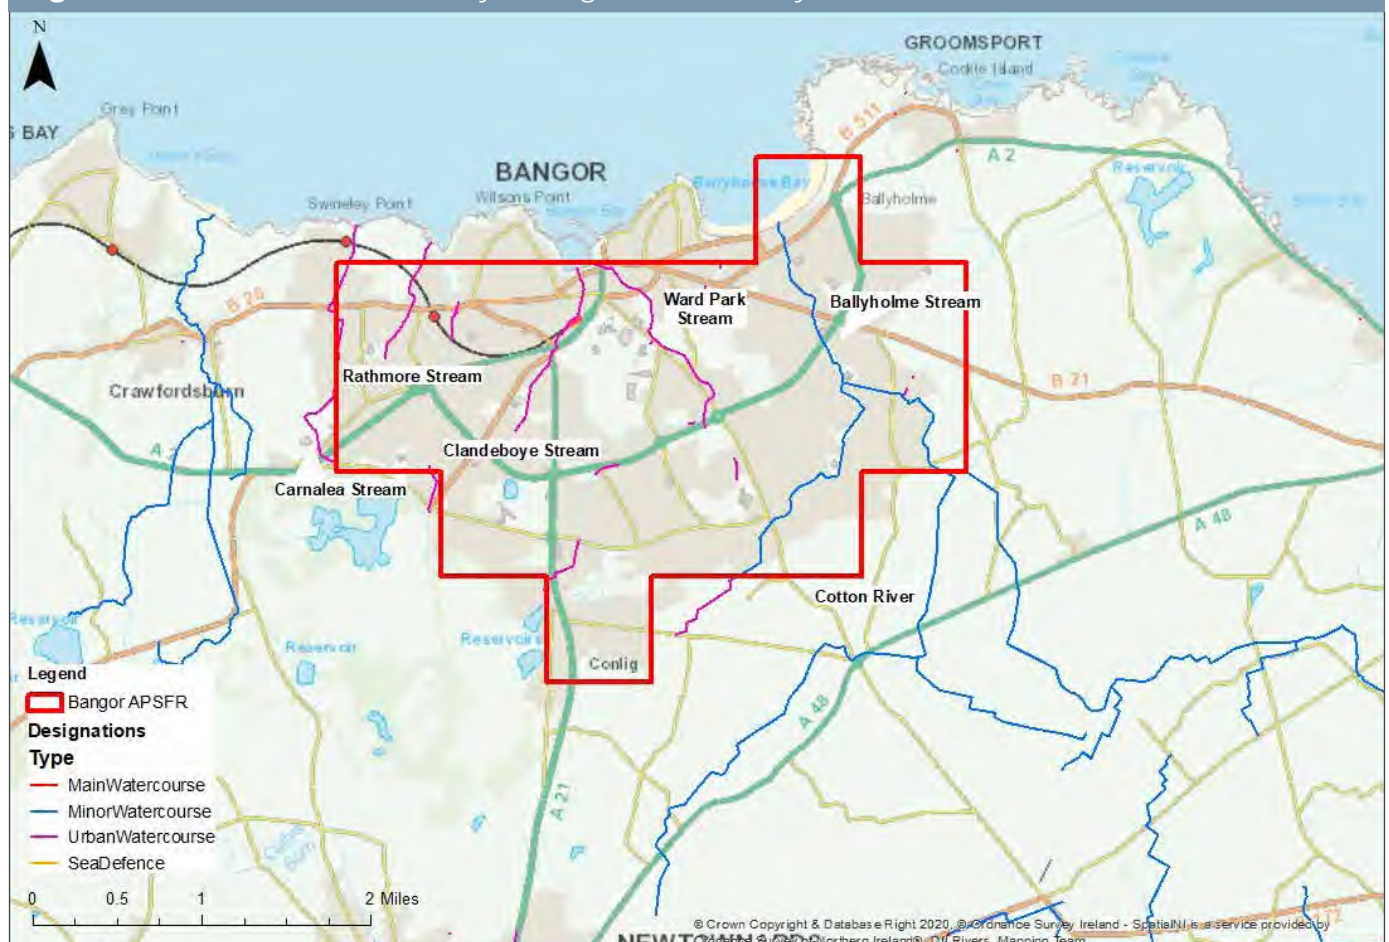 N
GROOMSPORT
Cockle Island
Grey Point
BAY
B 511
A 2
BANGOR
Reservoir
Swineley Point
Wilsons Point
Ballyholme Bay
Ballyholme
B 20
Ward Park
Stream
Ballyholme Stream
Rathmore Stream
B 21
Crawfordsburn
A 2
Clandeboye Stream
Carnalea Stream
A 48
Cotton River
Reservoir
Reservoir
Reservoirs
Conlig
A 48
A 21
Legend
Bangor APSFR
Designations
Type
MainWatercourse
MinorWatercourse
UrbanWatercourse
SeaDefence
0 0.5 1 2 Miles
© Crown Copyright & Database Right 2020, © Ordnance Survey Ireland - SpatialNI is a service provided by